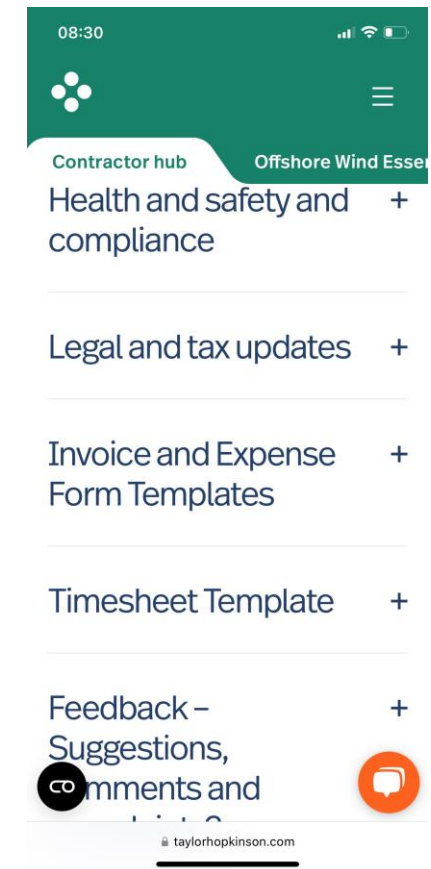 08:30
Contractor hub
Offshore Wind Esser
Health and safety and +
compliance
Legal and tax updates +
Invoice and Expense +
Form Templates
Timesheet Template +
Feedback – +
Suggestions,
mments and
taylorhopkinson.com